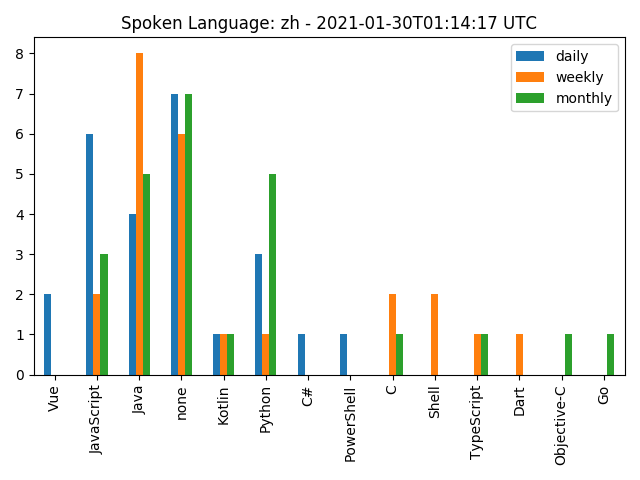 Spoken Language: zh - 2021-01-30T01:14:17 UTC
daily
weekly
monthly
8
7
6
5
4
3
2
1
0
Vue
JavaScript
Java
none
Kotlin
Python
C#
PowerShell
C
Shell
TypeScript
Dart
Objective-C
Go